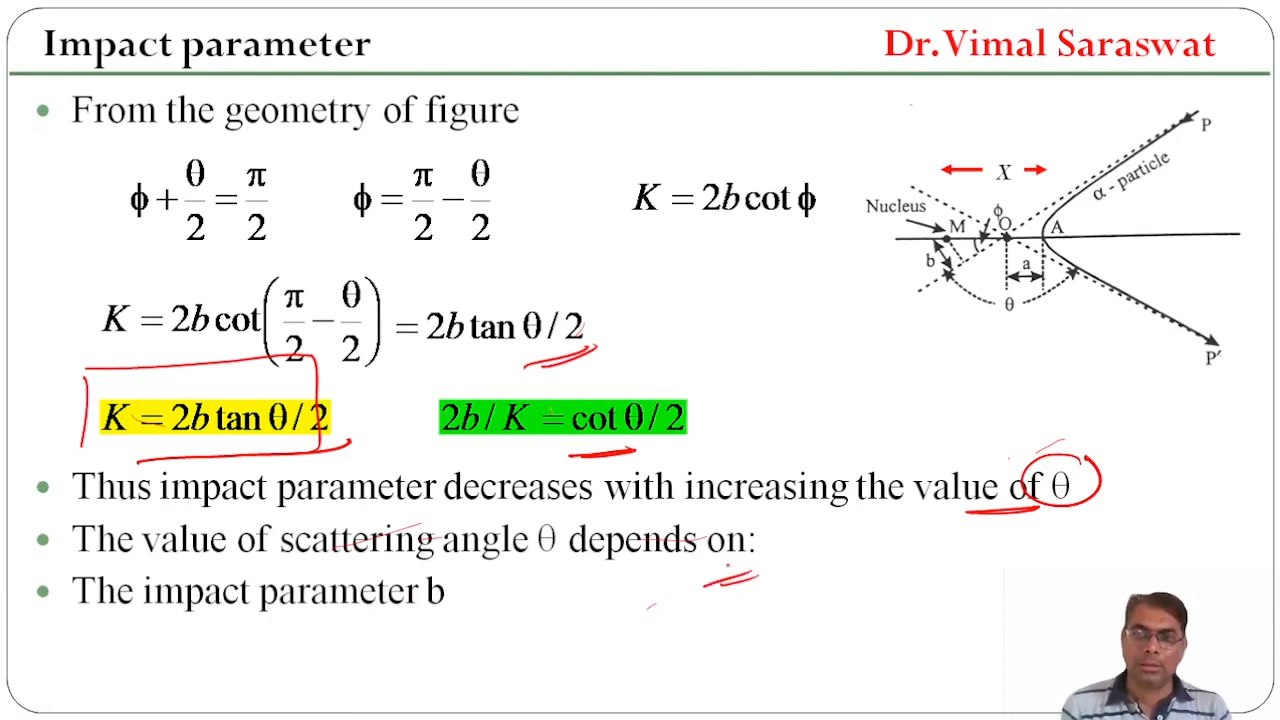 Impact parameter
Dr. Vimal Saraswat
• From the geometry of figure
ϕ + θ/2 = π/2
ϕ = π/2 − θ/2
K = 2b cot ϕ
K = 2b cot(π/2 − θ/2) = 2b tan θ/2
K = 2b tan θ/2
2b/K = cot θ/2
• Thus impact parameter decreases with increasing the value of θ
• The value of scattering angle θ depends on:
• The impact parameter b
P
X
α - particle
Nucleus
ϕ
M
O
A
b
a
θ
P'